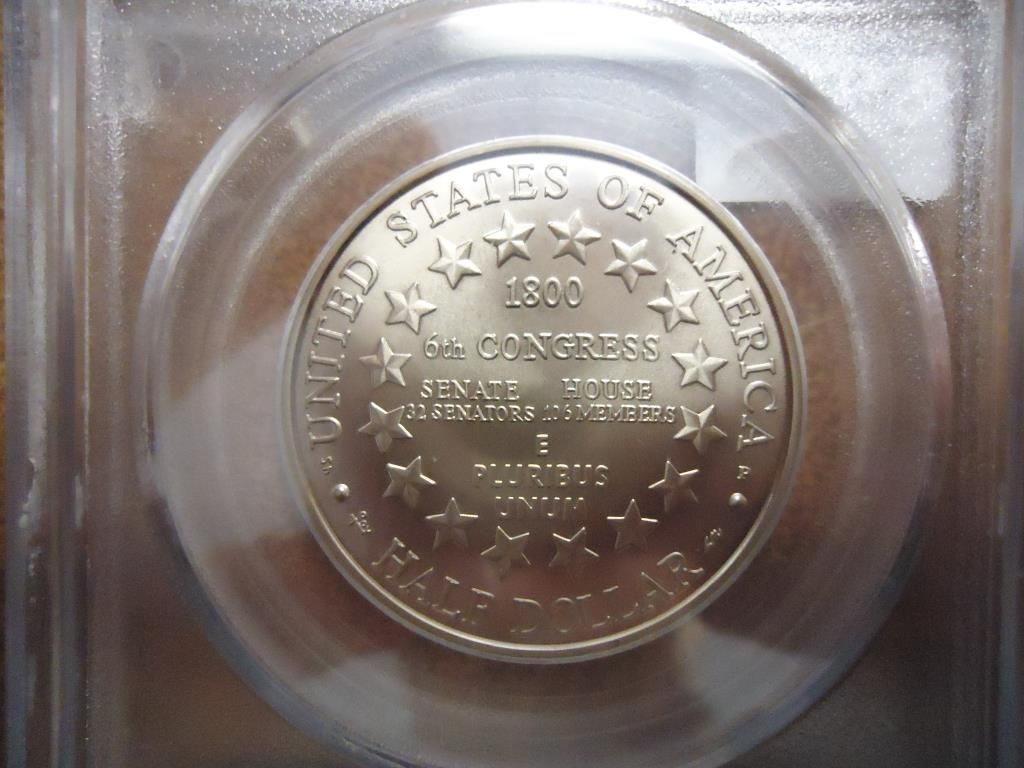 UNITED STATES OF AMERICA
1800
6th CONGRESS
SENATE HOUSE
32 SENATORS 106 MEMBERS
E
PLURIBUS
UNUM
P
HALF DOLLAR